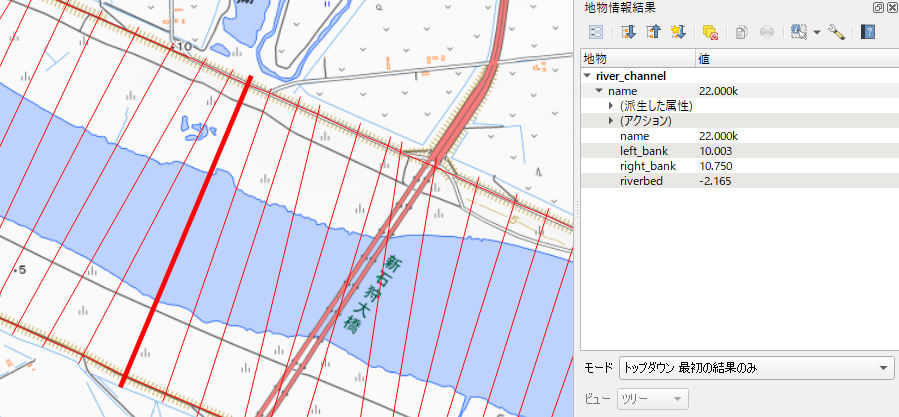 10
新石狩大橋
5
5
地物情報結果
地物 値
river_channel
name 22.000k
(派生した属性)
(アクション)
name 22.000k
left_bank 10.003
right_bank 10.750
riverbed -2.165
モード トップダウン 最初の結果のみ
ビュー ツリー